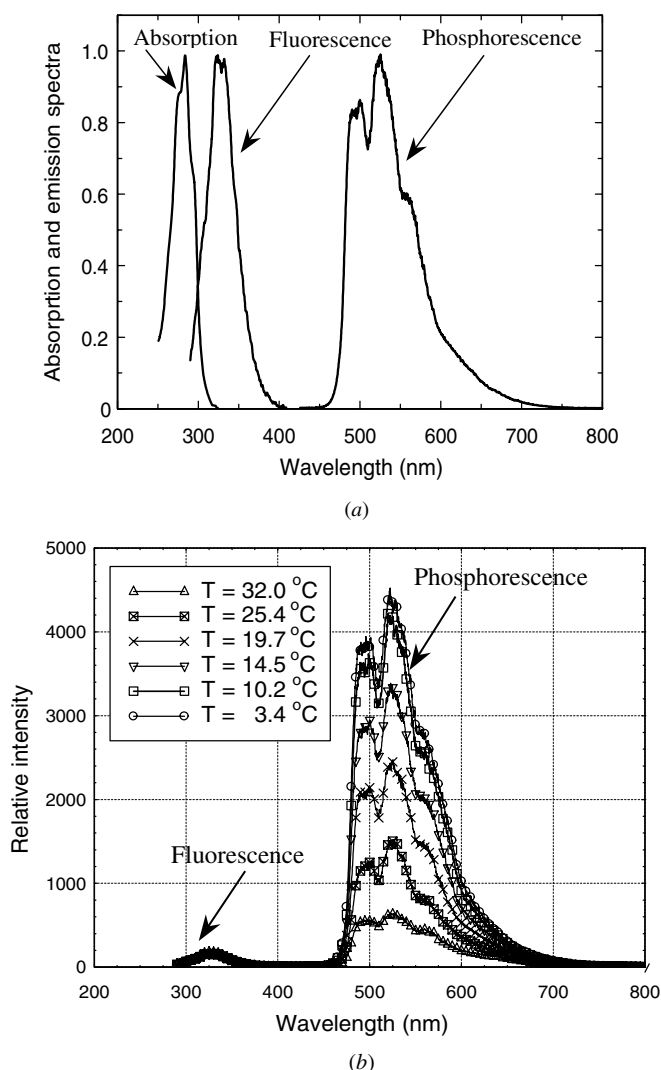 Absorption
Fluorescence
Phosphorescence
Absorprtion and emission spectra
1.0
0.8
0.6
0.4
0.2
0
200 300 400 500 600 700 800
Wavelength (nm)
(a)
5000
4000
3000
2000
1000
0
Relative intensity
T = 32.0 °C
T = 25.4 °C
T = 19.7 °C
T = 14.5 °C
T = 10.2 °C
T = 3.4 °C
Phosphorescence
Fluorescence
200 300 400 500 600 700 800
Wavelength (nm)
(b)